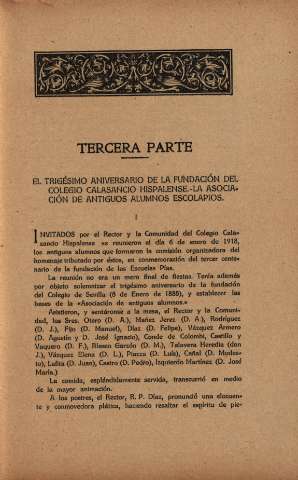 TERCERA PARTE
EL TRIGÉSIMO ANIVERSARIO DE LA FUNDACIÓN DEL
COLEGIO CALASANCIO HISPALENSE.-LA ASOCIA-
CIÓN DE ANTIGUOS ALUMNOS ESCOLAPIOS.
I
INVITADOS por el Rector y la Comunidad del Colegio Cala-
sancio Hispalense se reunieron el día 6 de enero de 1918,
los antiguos alumnos que formaron la comisión organizadora del
homenaje tributado por éstos, en conmemoración del tercer cente-
nario de la fundación de las Escuelas Pías.
La reunión no era un mero final de fiestas. Tenía además
por objeto solemnizar el trigésimo aniversario de la fundación
del Colegio de Sevilla (6 de Enero de 1888), y establecer las
bases de la «Asociación de antiguos alumnos.»
Asistieron, y sentáronse a la mesa, el Rector y la Comuni-
dad, los Sres. Otero (D. A.), Núñez Jerez (D. A.), Rodríguez
(D. J.), Pijo (D. Manuel), Díaz (D. Felipe), Vázquez Armero
(D. Agustín y D. José Ignacio), Conde de Colombí, Castillo y
Vaquero (D. F.), Blasco Garzón (D. M.), Talavera Heredia (don
J.), Vázquez Elena (D. L.), Piazza (D. Luis), Cañal (D. Modes-
to), Lulita (D. Juan), Castro (D. Pedro), Izquierdo Martínez (D. José
María.)
La comida, espléndidamente servida, transcurrió en medio
de la mayor animación.
A los postres, el Rector, R. P. Díaz, pronunció una elocuen-
te y conmovedora plática, haciendo resaltar el espíritu de pie-